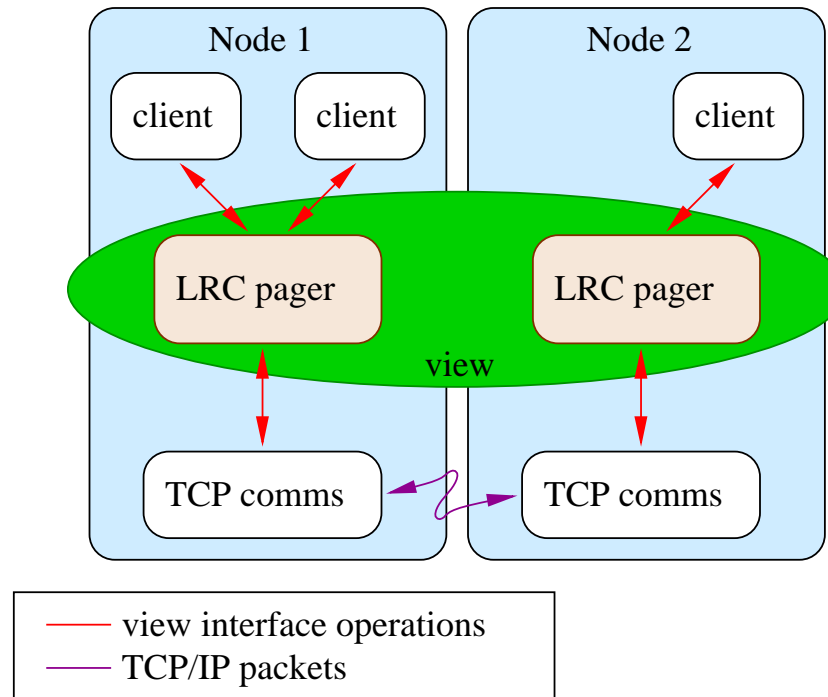 Node 1
Node 2
client
client
client
LRC pager
LRC pager
view
TCP comms
TCP comms
view interface operations
TCP/IP packets